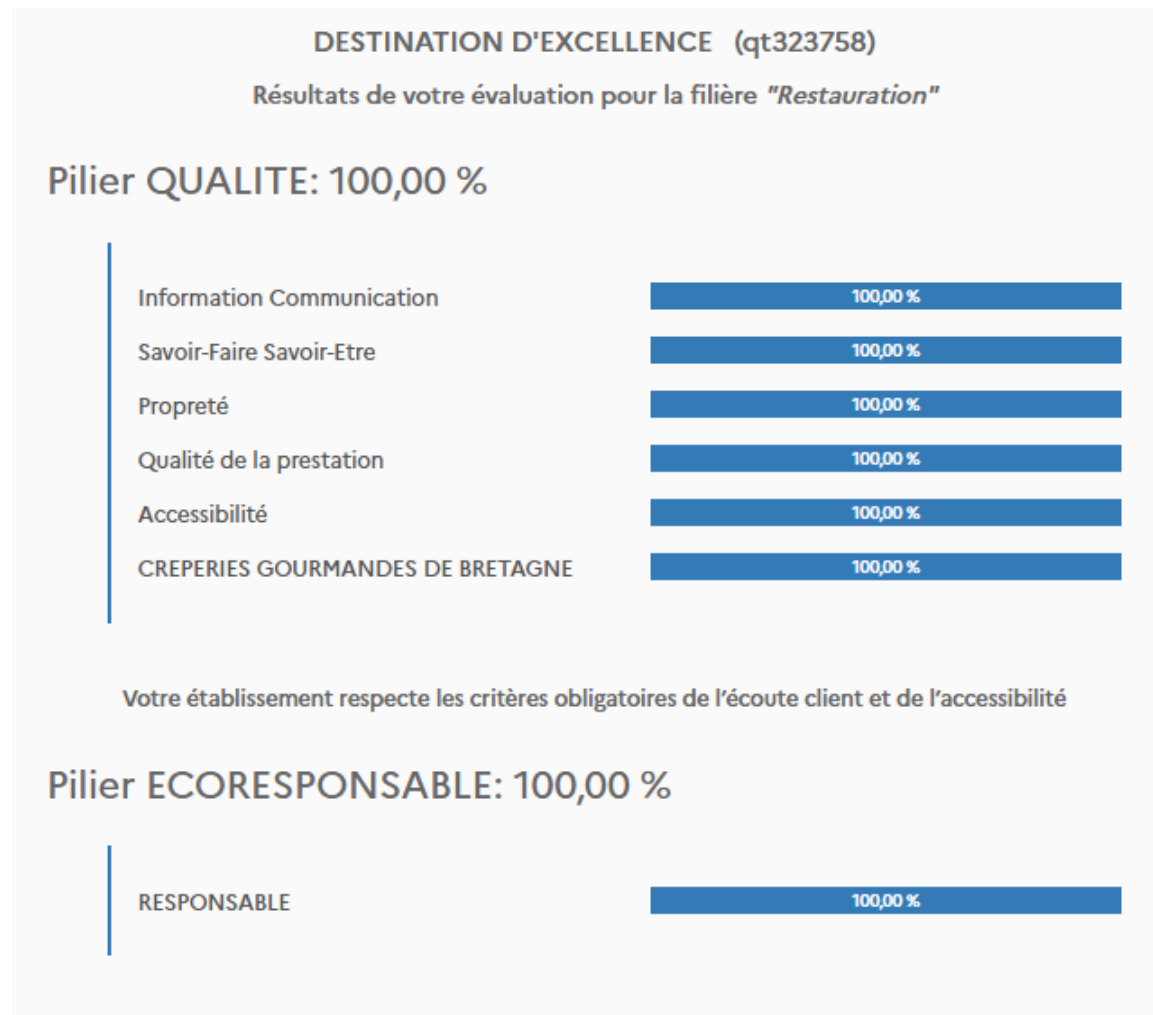 DESTINATION D'EXCELLENCE (qt323758)
Résultats de votre évaluation pour la filière "Restauration"
Pilier QUALITE: 100,00 %
Information Communication 100,00 %
Savoir-Faire Savoir-Etre 100,00 %
Propreté 100,00 %
Qualité de la prestation 100,00 %
Accessibilité 100,00 %
CREPERIES GOURMANDES DE BRETAGNE 100,00 %
Votre établissement respecte les critères obligatoires de l’écoute client et de l’accessibilité
Pilier ECORESPONSABLE: 100,00 %
RESPONSABLE 100,00 %